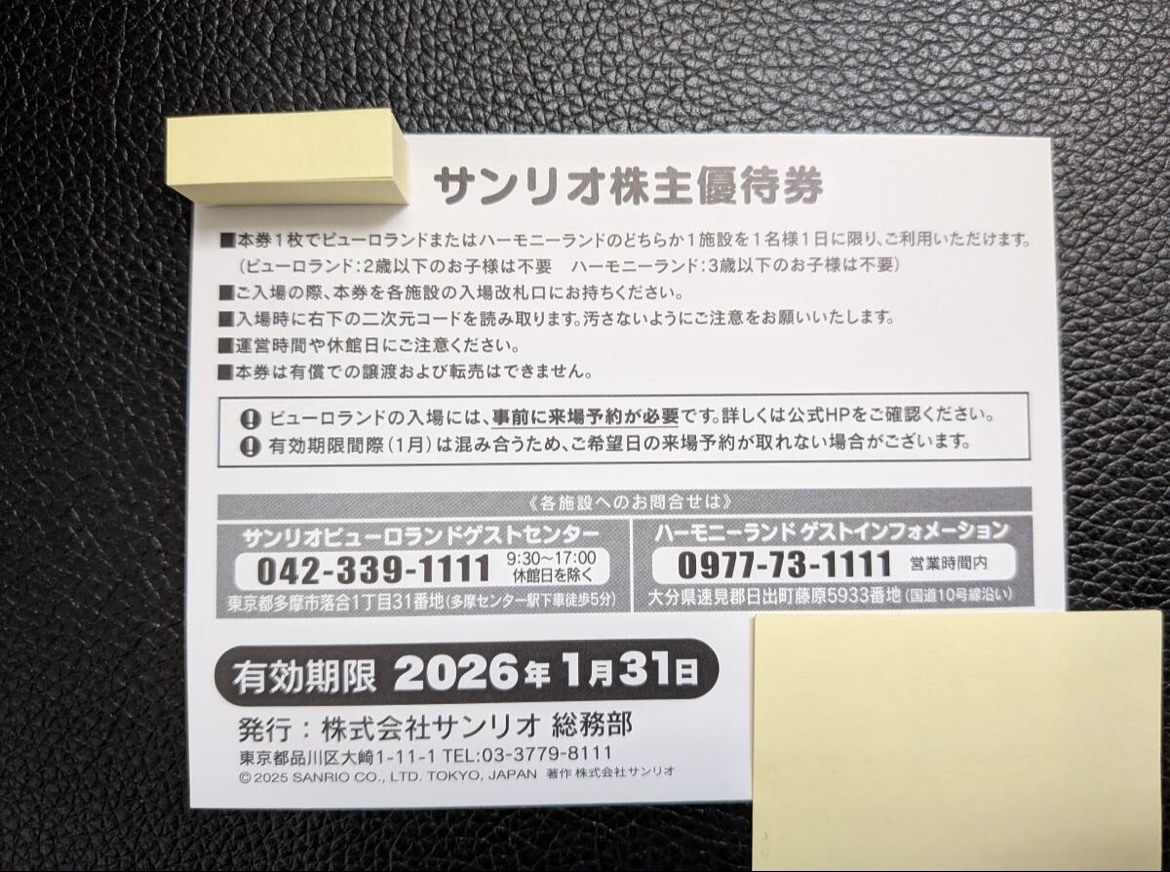 サンリオ株主優待券
■本券1枚でピューロランドまたはハーモニーランドのどちらか1施設を1名様1日に限り、ご利用いただけます。
(ピューロランド:2歳以下のお子様は不要　ハーモニーランド:3歳以下のお子様は不要)
■ご入場の際、本券を各施設の入場改札口にお持ちください。
■入場時に右下の二次元コードを読み取ります。汚さないようにご注意をお願いいたします。
■運営時間や休館日にご注意ください。
■本券は有償での譲渡および転売はできません。
! ピューロランドの入場には、事前に来場予約が必要です。詳しくは公式HPをご確認ください。
! 有効期限間際(1月)は混み合うため、ご希望日の来場予約が取れない場合がございます。
《各施設へのお問合せは》
サンリオピューロランドゲストセンター
042-339-1111 9:30〜17:00 休館日を除く
東京都多摩市落合1丁目31番地(多摩センター駅下車徒歩5分)
ハーモニーランド ゲストインフォメーション
0977-73-1111 営業時間内
大分県速見郡日出町藤原5933番地(国道10号線沿い)
有効期限 2026年1月31日
発行:株式会社サンリオ 総務部
東京都品川区大崎1-11-1 TEL:03-3779-8111
©2025 SANRIO CO., LTD. TOKYO, JAPAN 著作 株式会社サンリオ